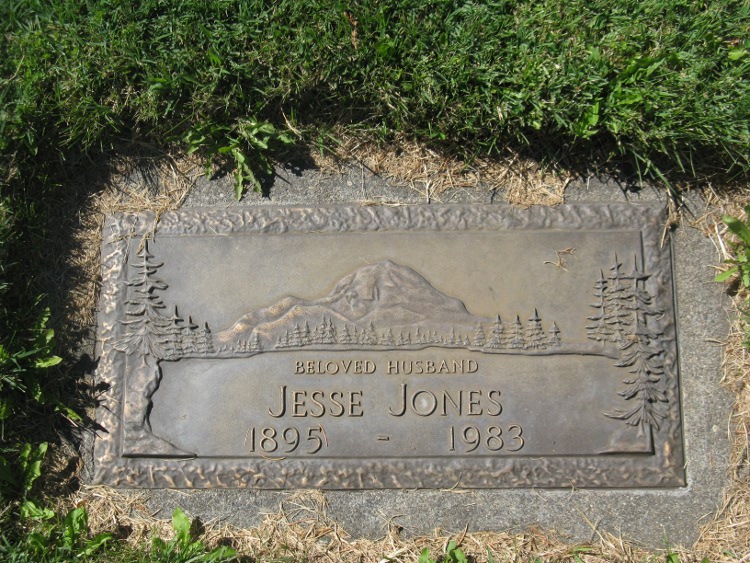 BELOVED HUSBAND
JESSE JONES
1895 - 1983